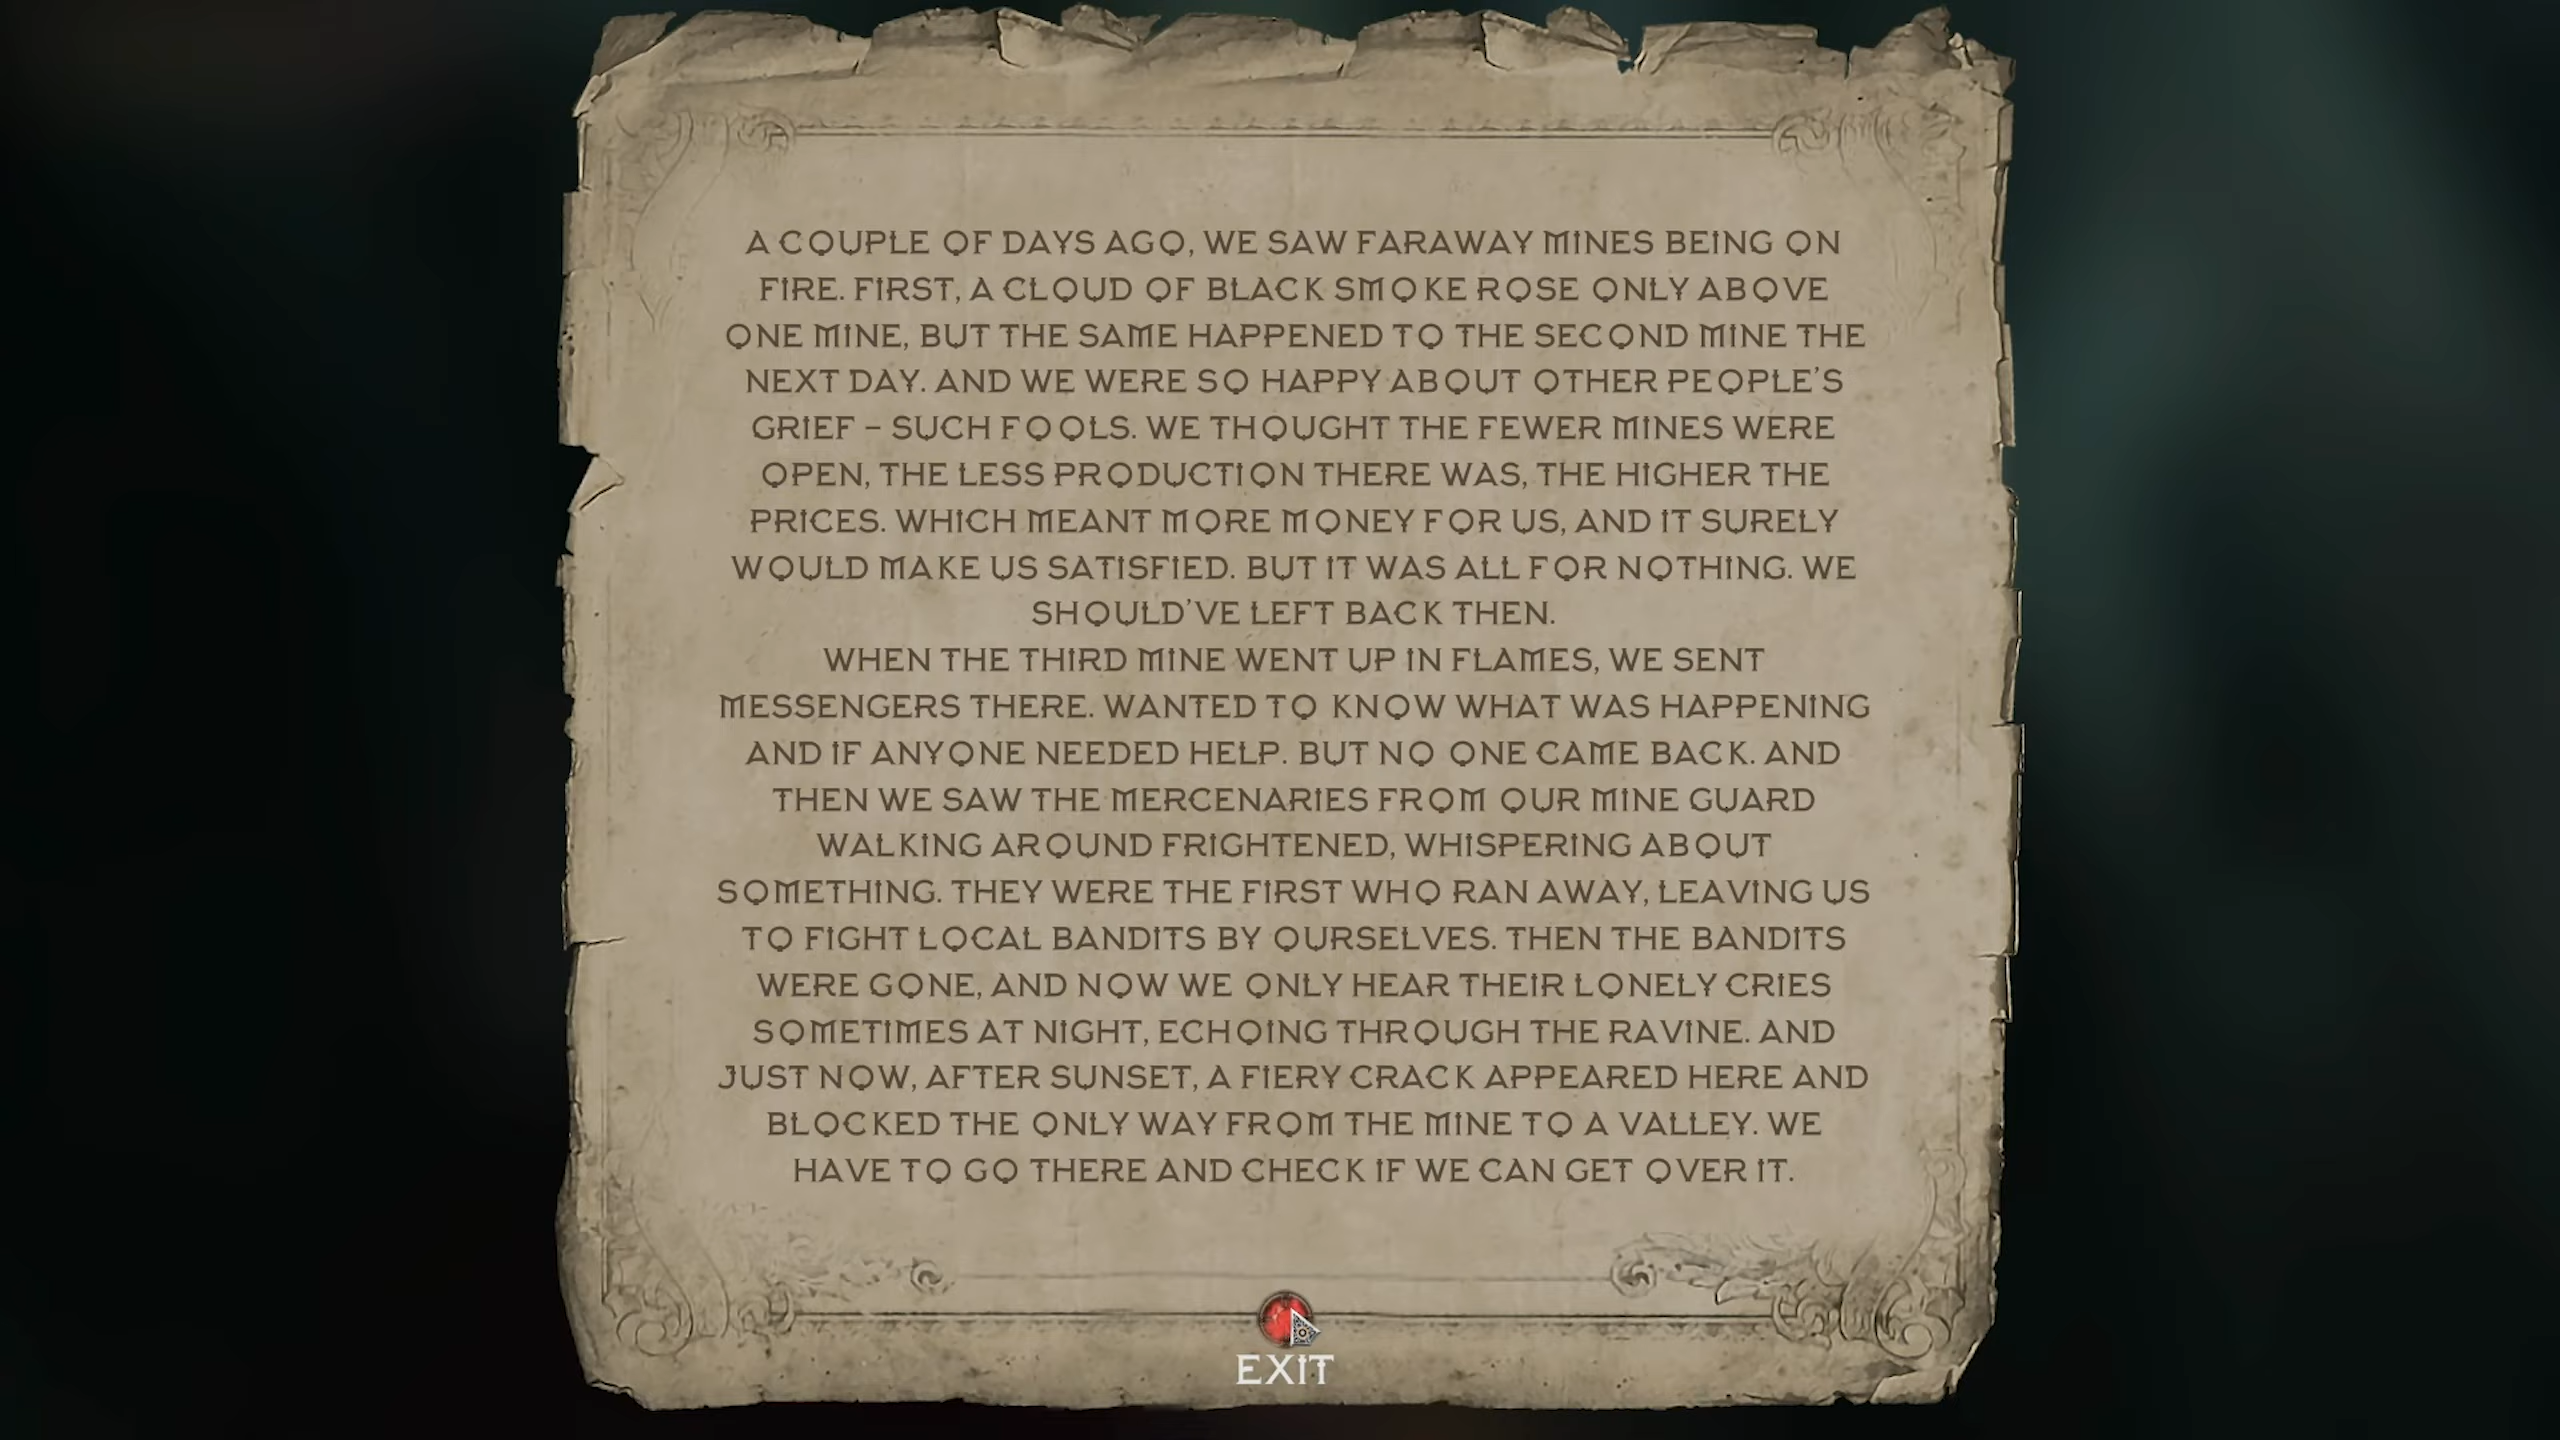 A COUPLE OF DAYS AGO, WE SAW FARAWAY MINES BEING ON
FIRE. FIRST, A CLOUD OF BLACK SMOKE ROSE ONLY ABOVE
ONE MINE, BUT THE SAME HAPPENED TO THE SECOND MINE THE
NEXT DAY. AND WE WERE SO HAPPY ABOUT OTHER PEOPLE'S
GRIEF – SUCH FOOLS. WE THOUGHT THE FEWER MINES WERE
OPEN, THE LESS PRODUCTION THERE WAS, THE HIGHER THE
PRICES. WHICH MEANT MORE MONEY FOR US, AND IT SURELY
WOULD MAKE US SATISFIED. BUT IT WAS ALL FOR NOTHING. WE
SHOULD'VE LEFT BACK THEN.
WHEN THE THIRD MINE WENT UP IN FLAMES, WE SENT
MESSENGERS THERE. WANTED TO KNOW WHAT WAS HAPPENING
AND IF ANYONE NEEDED HELP. BUT NO ONE CAME BACK. AND
THEN WE SAW THE MERCENARIES FROM OUR MINE GUARD
WALKING AROUND FRIGHTENED, WHISPERING ABOUT
SOMETHING. THEY WERE THE FIRST WHO RAN AWAY, LEAVING US
TO FIGHT LOCAL BANDITS BY OURSELVES. THEN THE BANDITS
WERE GONE, AND NOW WE ONLY HEAR THEIR LONELY CRIES
SOMETIMES AT NIGHT, ECHOING THROUGH THE RAVINE. AND
JUST NOW, AFTER SUNSET, A FIERY CRACK APPEARED HERE AND
BLOCKED THE ONLY WAY FROM THE MINE TO A VALLEY. WE
HAVE TO GO THERE AND CHECK IF WE CAN GET OVER IT.
EXIT